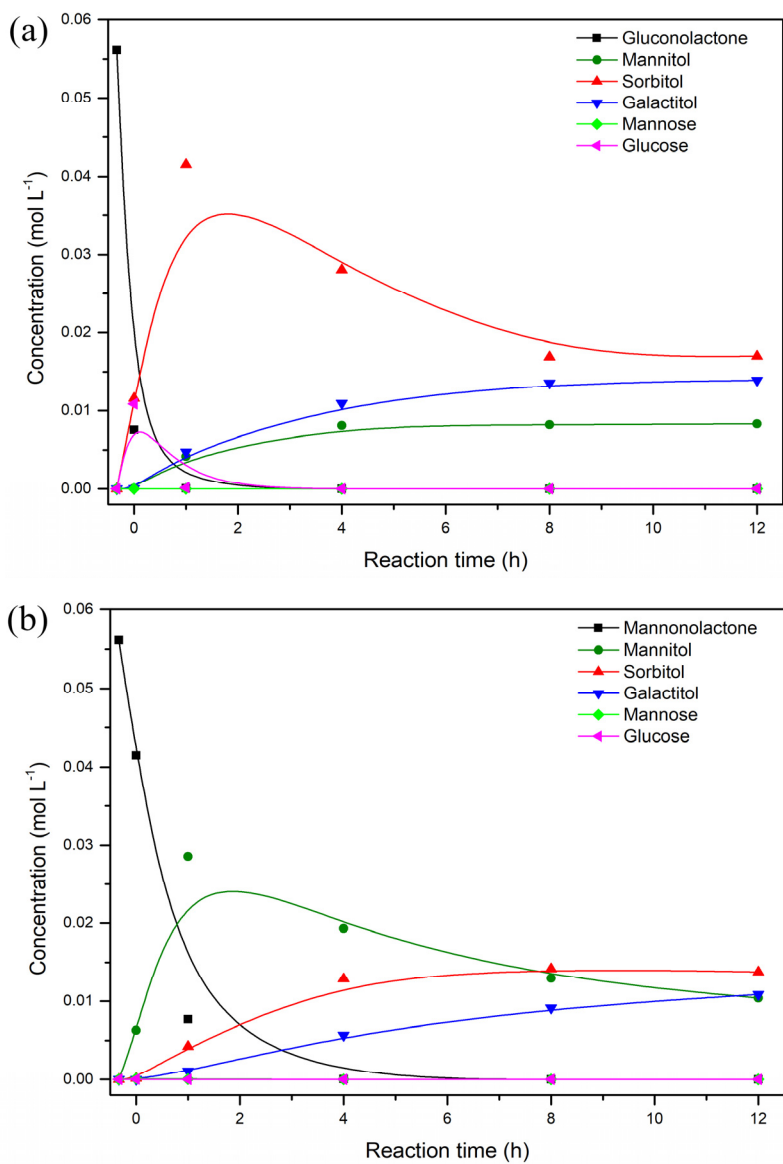 (a)
Gluconolactone
Mannitol
Sorbitol
Galactitol
Mannose
Glucose
Concentration (mol L⁻¹)
0.06
0.05
0.04
0.03
0.02
0.01
0.00
0 2 4 6 8 10 12
Reaction time (h)
(b)
Mannonolactone
Mannitol
Sorbitol
Galactitol
Mannose
Glucose
Concentration (mol L⁻¹)
0.06
0.05
0.04
0.03
0.02
0.01
0.00
0 2 4 6 8 10 12
Reaction time (h)